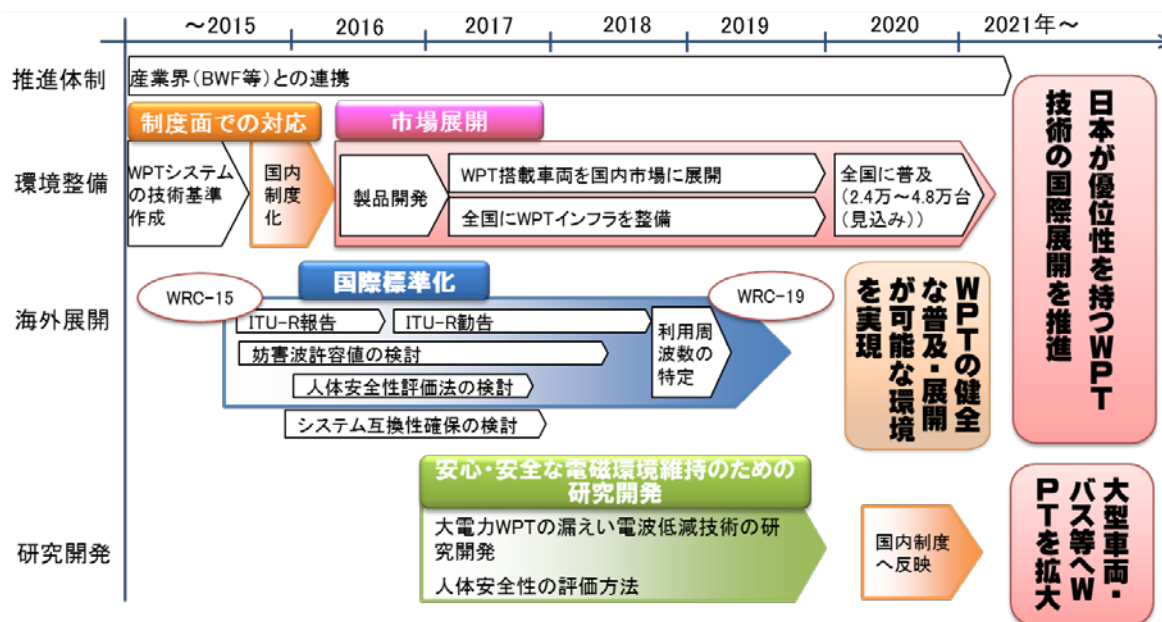 ～2015
2016
2017
2018
2019
2020
2021年～
推進体制
産業界（BWF等）との連携
制度面での対応
市場展開
環境整備
WPTシステム
の技術基準
作成
国内
制度
化
製品開発
WPT搭載車両を国内市場に展開
全国にWPTインフラを整備
全国に普及
（2.4万～4.8万台
（見込み））
日本が優位性を持つWPT
技術の国際展開を推進
海外展開
国際標準化
WRC-15
WRC-19
ITU-R報告
ITU-R勧告
妨害波許容値の検討
人体安全性評価法の検討
システム互換性確保の検討
利用周
波数の
特定
WPTの健全
な普及・展開
が可能な環境
を実現
研究開発
安心・安全な電磁環境維持のための
研究開発
大電力WPTの漏えい電波低減技術の研
究開発
人体安全性の評価方法
国内制度
へ反映
大型車両・
バス等へW
PTを拡大